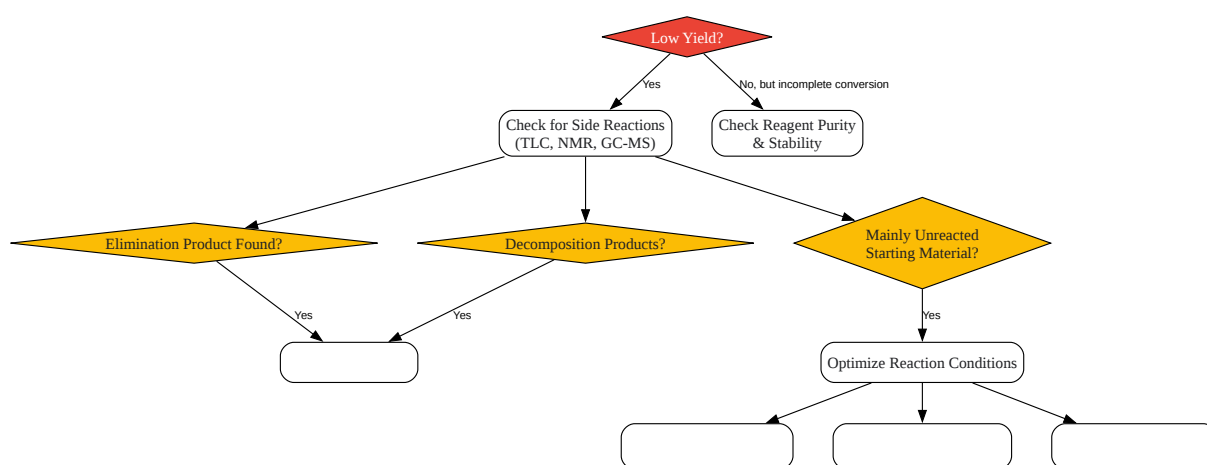 Low Yield?
Yes
No, but incomplete conversion
Check for Side Reactions
(TLC, NMR, GC-MS)
Check Reagent Purity
& Stability
Elimination Product Found?
Decomposition Products?
Mainly Unreacted
Starting Material?
Yes
Yes
Yes
Optimize Reaction Conditions